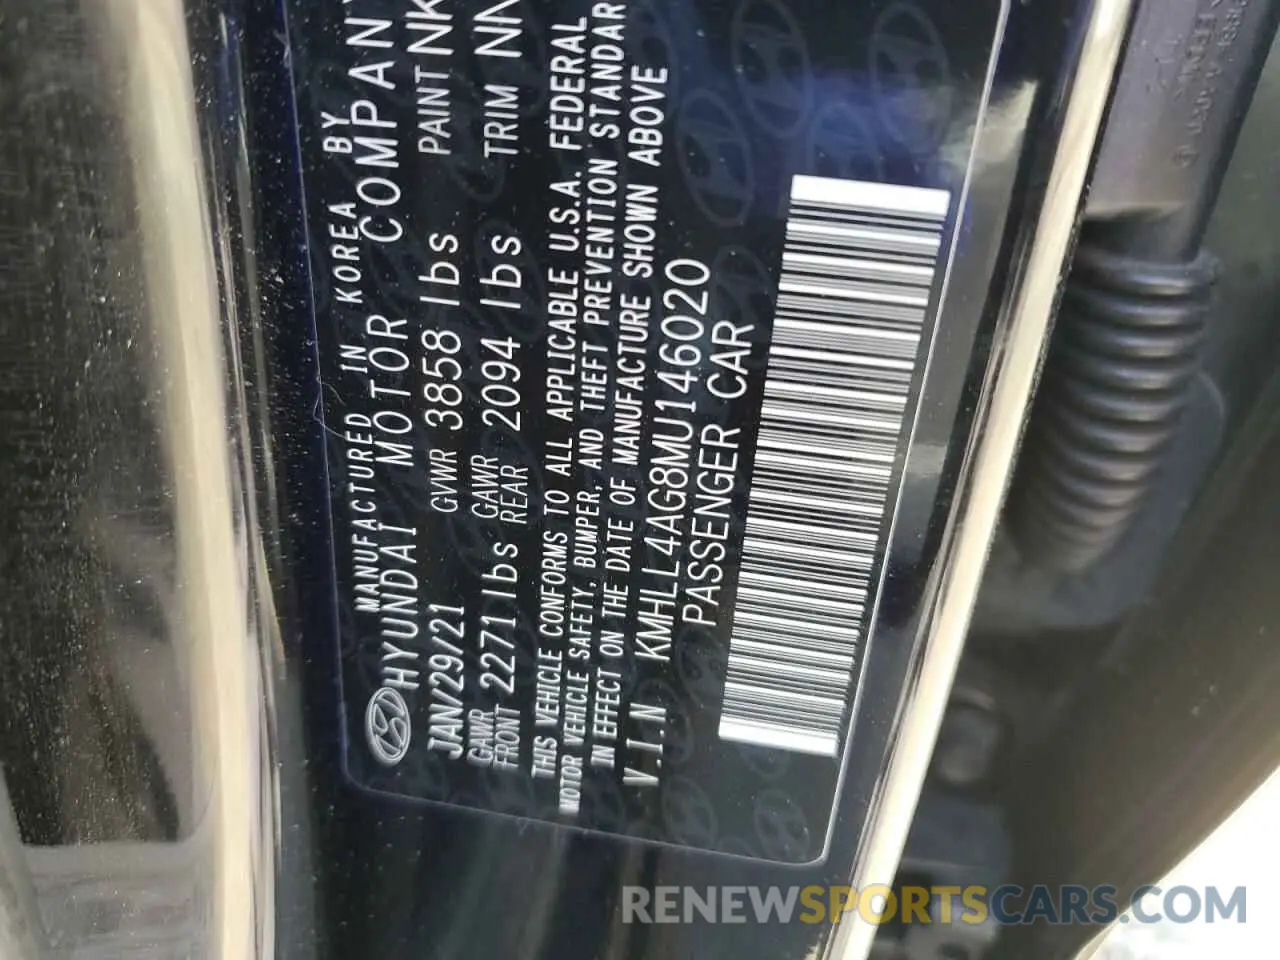 MANUFACTURED IN KOREA BY
HYUNDAI MOTOR COMPANY
JAN/29/21 GVWR 3858 lbs PAINT NK
GAWR FRONT 2271 lbs GAWR REAR 2094 lbs TRIM NN
THIS VEHICLE CONFORMS TO ALL APPLICABLE U.S.A. FEDERAL
MOTOR VEHICLE SAFETY, BUMPER, AND THEFT PREVENTION STANDAR
IN EFFECT ON THE DATE OF MANUFACTURE SHOWN ABOVE
V.I.N KMHLL4AG8MU146020
PASSENGER CAR
RENEWSPORTSCARS.COM